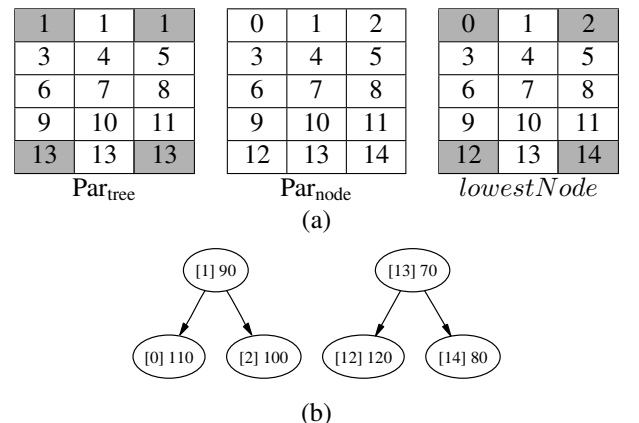 1 1 1 0 1 2 0 1 2
3 4 5 3 4 5 3 4 5
6 7 8 6 7 8 6 7 8
9 10 11 9 10 11 9 10 11
13 13 13 12 13 14 12 13 14
Par_tree Par_node lowestNode
(a)
[1] 90 [13] 70
[0] 110 [2] 100 [12] 120 [14] 80
(b)